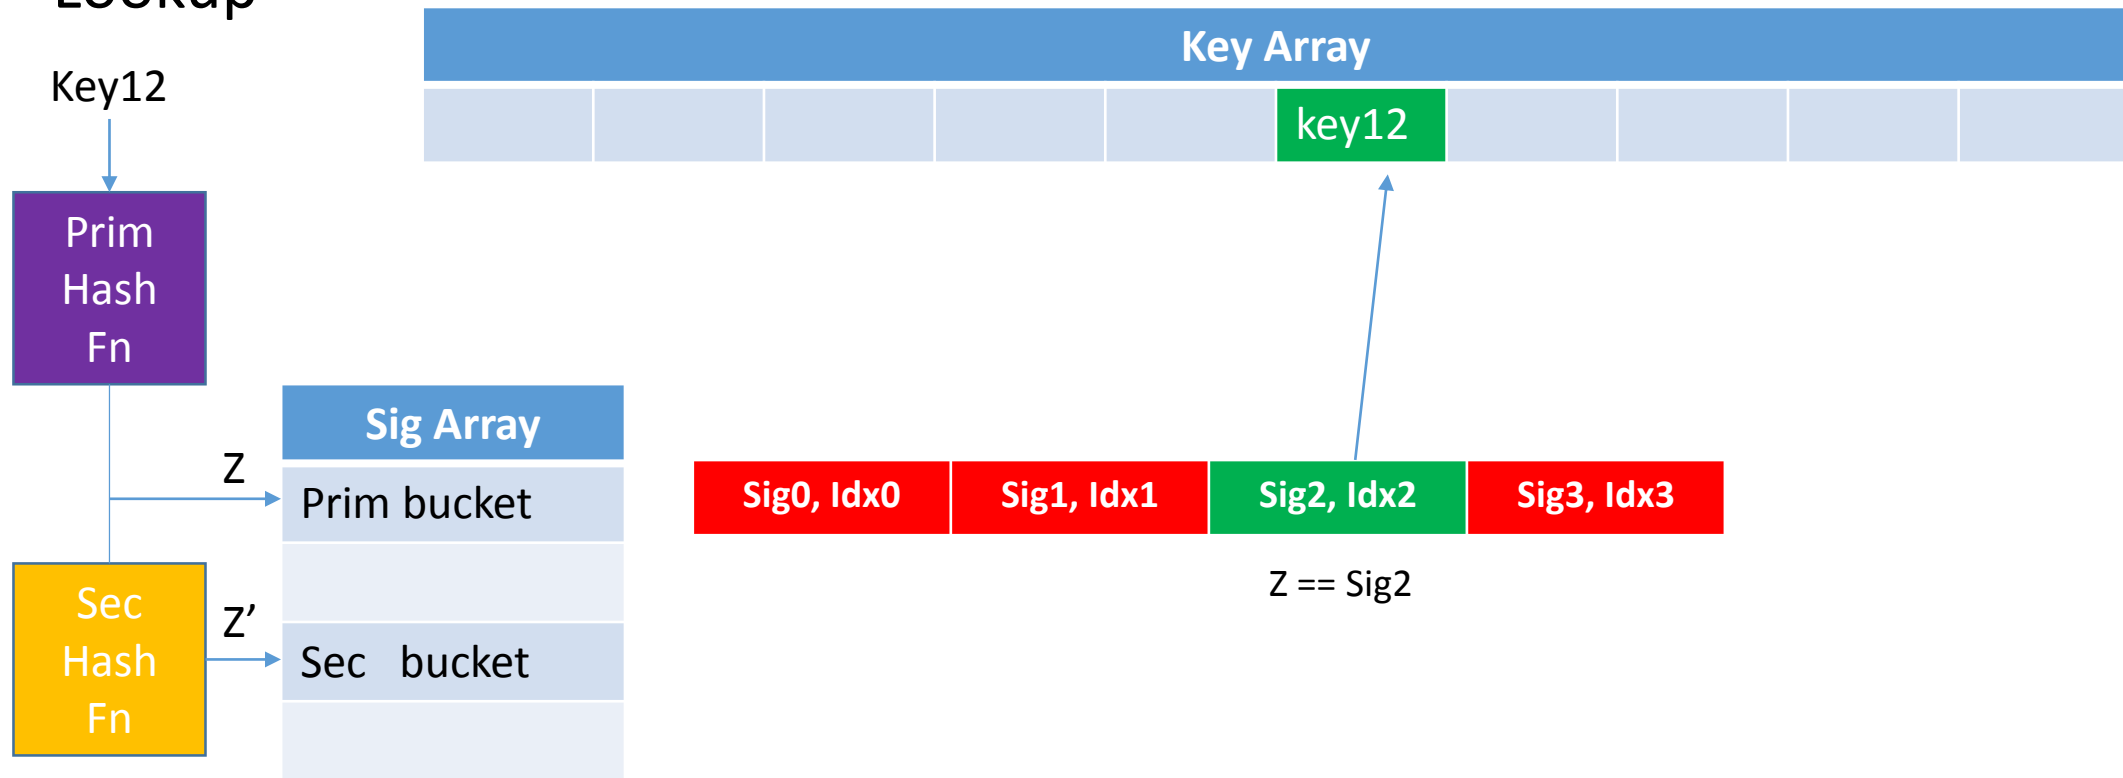 Lookup
Key Array
Key12
key12
Prim
Hash
Fn
Sig Array
Z
Prim bucket
Sig0, Idx0
Sig1, Idx1
Sig2, Idx2
Sig3, Idx3
Z == Sig2
Sec
Hash
Fn
Z’
Sec bucket